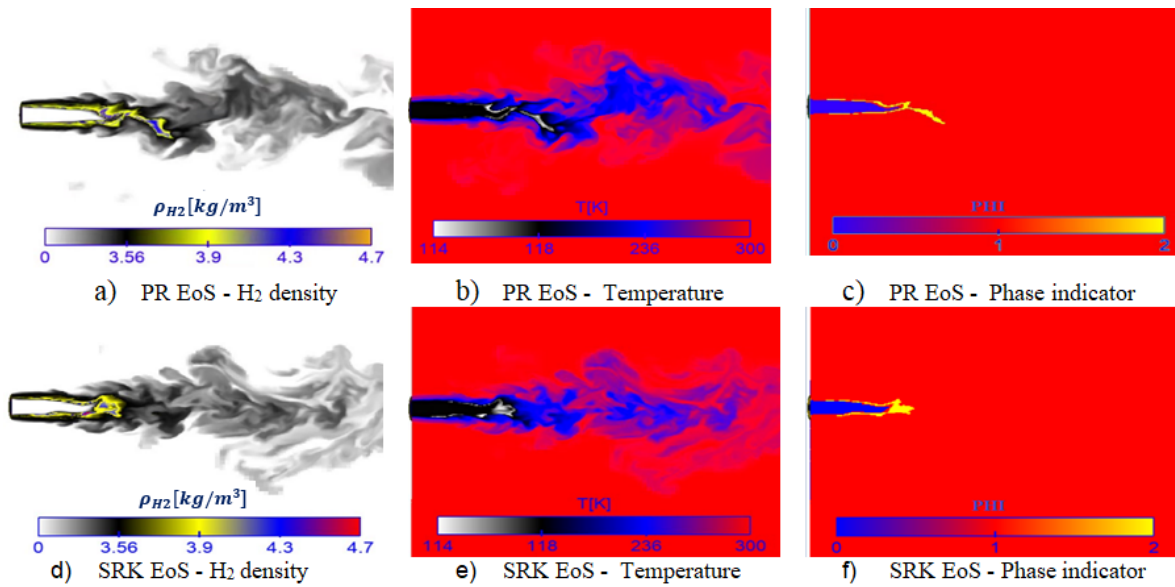 ρH2[kg/m³]
0 3.56 3.9 4.3 4.7
T[K]
114 118 236 300
PHI
0 1 2
a) PR EoS - H₂ density
b) PR EoS - Temperature
c) PR EoS - Phase indicator
ρH2[kg/m³]
0 3.56 3.9 4.3 4.7
T[K]
114 118 236 300
PHI
0 1 2
d) SRK EoS - H₂ density
e) SRK EoS - Temperature
f) SRK EoS - Phase indicator